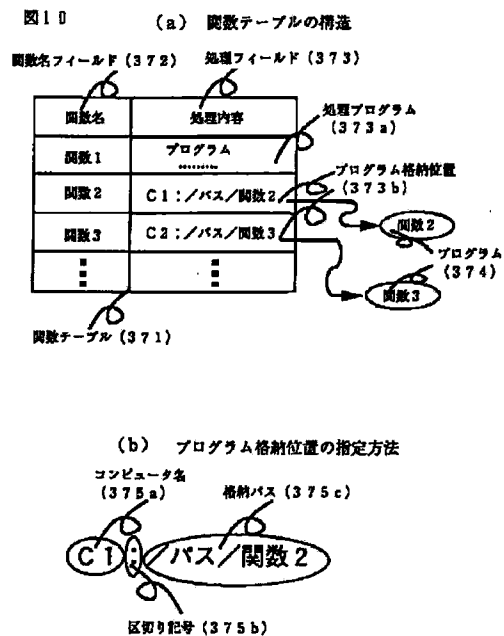 図10
(a) 関数テーブルの構造
関数名フィールド(372)
処理フィールド(373)
関数名
処理内容
処理プログラム
(373a)
関数1
プログラム
………
プログラム格納位置
(373b)
関数2
C1:/パス/関数2
関数3
C2:/パス/関数3
関数2
プログラム
(374)
関数3
関数テーブル(371)
(b) プログラム格納位置の指定方法
コンピュータ名
(375a)
格納パス(375c)
C1:/パス/関数2
区切り記号(375b)